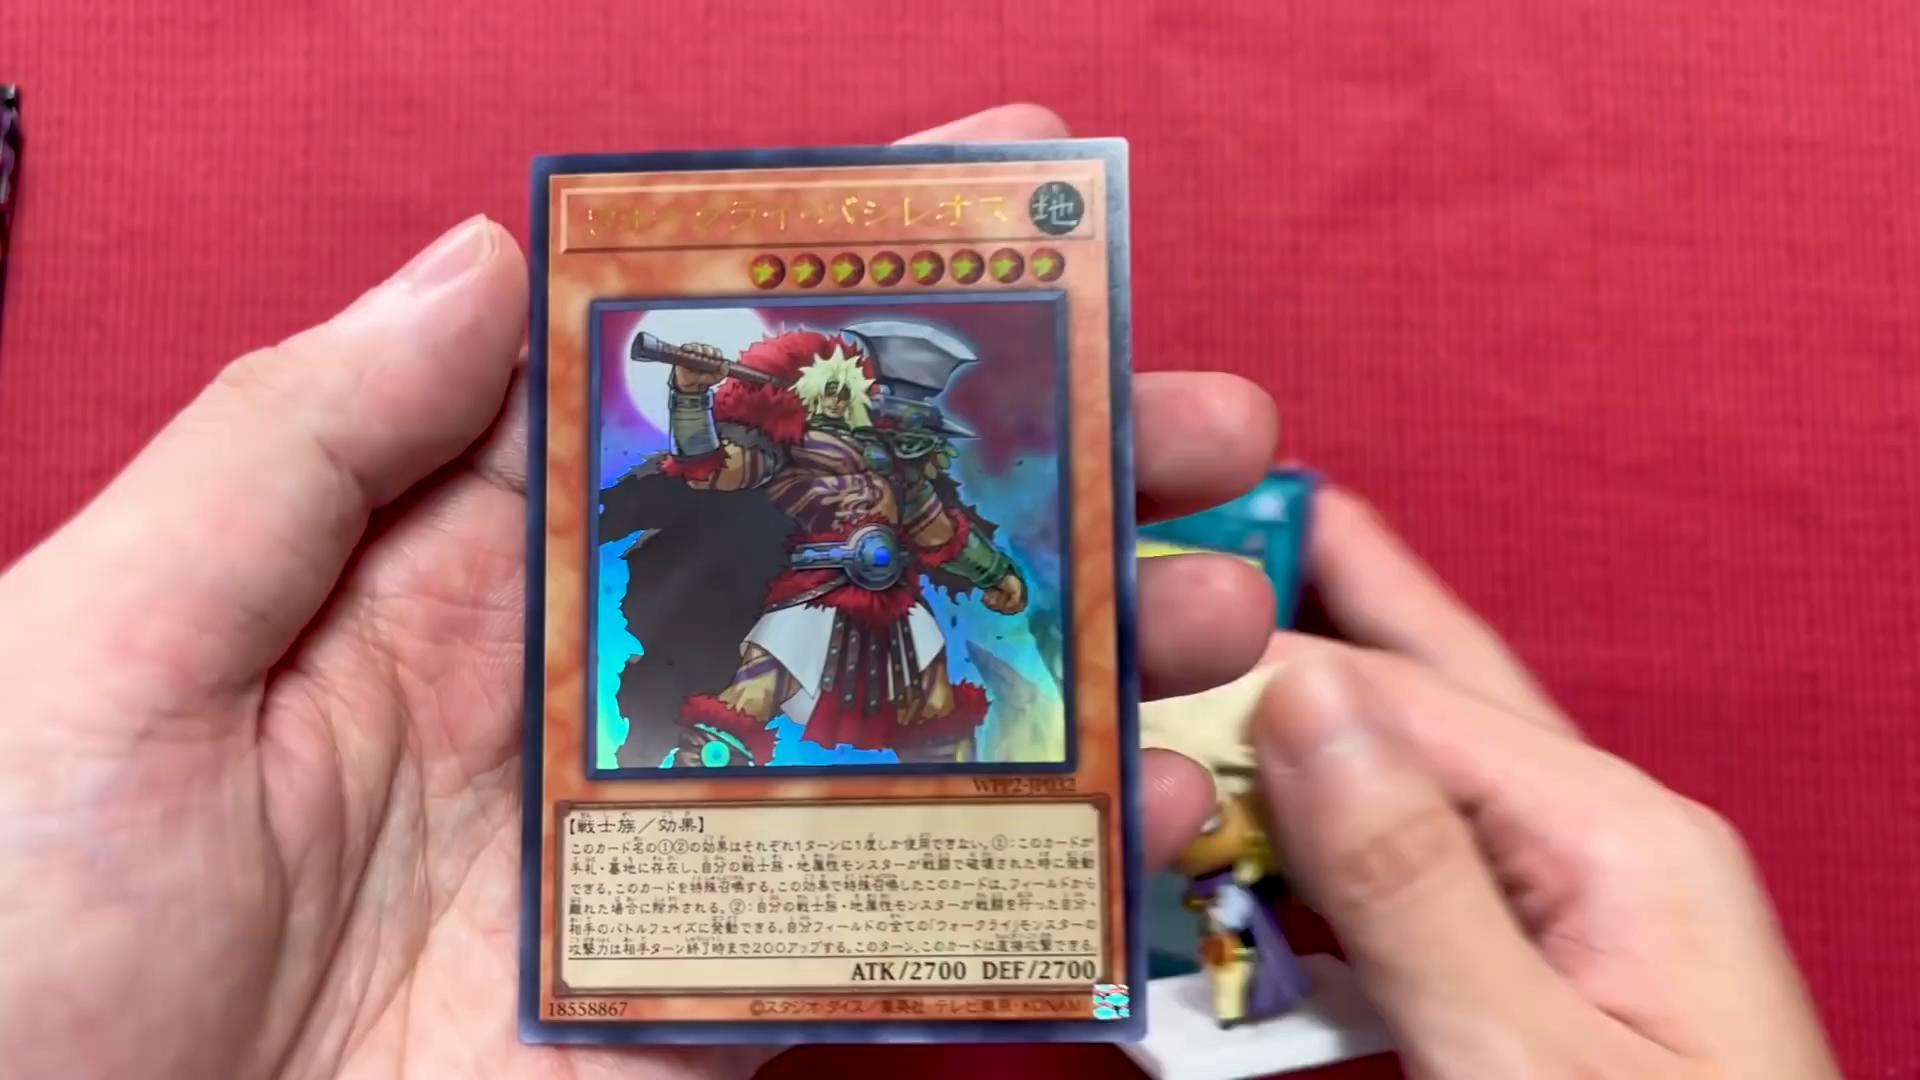 ウォークライ・バシレオス
地
WPP2-JP032
【戦士族／効果】
このカード名の①②の効果はそれぞれ1ターンに1度しか使用できない。①:このカードが
手札・墓地に存在し、自分の戦士族・地属性モンスターが戦闘で破壊された時に発動
できる。このカードを特殊召喚する。この効果で特殊召喚したこのカードは、フィールドから
離れた場合に除外される。②:自分の戦士族・地属性モンスターが戦闘を行った自分・
相手のバトルフェイズに発動できる。自分フィールドの全ての「ウォークライ」モンスターの
攻撃力は相手ターン終了時まで200アップする。このターン、このカードは直接攻撃できる。
ATK/2700 DEF/2700
18558867 ©スタジオ・ダイス／集英社・テレビ東京・KONAMI